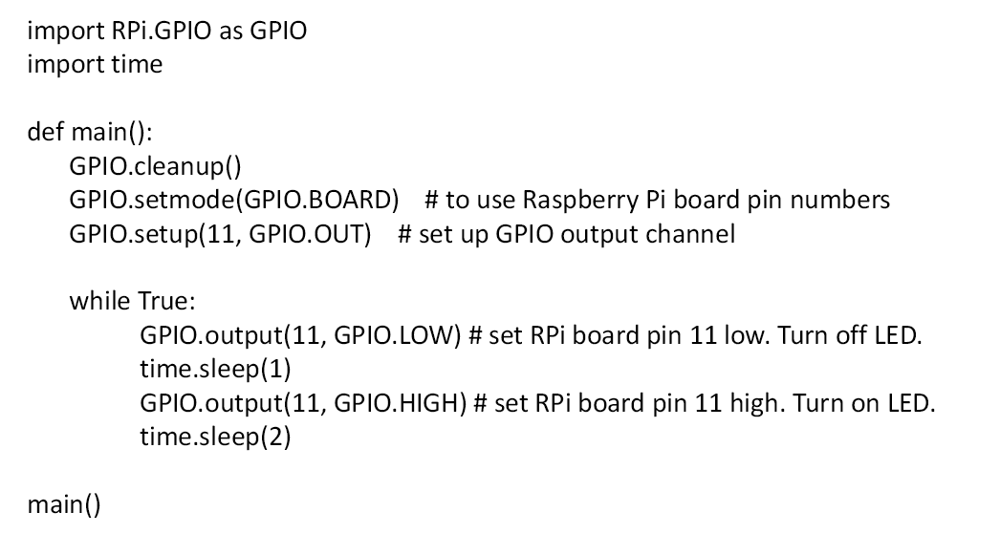 import RPi.GPIO as GPIO
import time
def main():
GPIO.cleanup()
GPIO.setmode(GPIO.BOARD) # to use Raspberry Pi board pin numbers
GPIO.setup(11, GPIO.OUT) # set up GPIO output channel
while True:
GPIO.output(11, GPIO.LOW) # set RPi board pin 11 low. Turn off LED.
time.sleep(1)
GPIO.output(11, GPIO.HIGH) # set RPi board pin 11 high. Turn on LED.
time.sleep(2)
main()